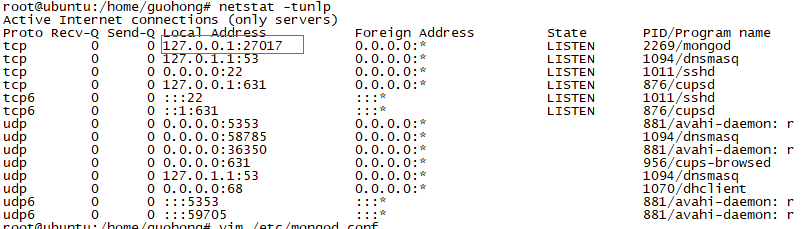 root@ubuntu:/home/guohong# netstat -tunlp
Active Internet connections (only servers)
Proto Recv-Q Send-Q Local Address           Foreign Address         State       PID/Program name
tcp        0      0 127.0.0.1:27017         0.0.0.0:*               LISTEN      2269/mongod
tcp        0      0 127.1.1.1:53            0.0.0.0:*               LISTEN      1094/dnsmasq
tcp        0      0 0.0.0.0:22              0.0.0.0:*               LISTEN      1011/sshd
tcp        0      0 127.0.0.1:631           0.0.0.0:*               LISTEN      876/cupsd
tcp6       0      0 :::22                   :::*                    LISTEN      1011/sshd
tcp6       0      0 ::1:631                 :::*                    LISTEN      876/cupsd
udp        0      0 0.0.0.0:5353            0.0.0.0:*                           881/avahi-daemon: r
udp        0      0 0.0.0.0:58785           0.0.0.0:*                           1094/dnsmasq
udp        0      0 0.0.0.0:36350           0.0.0.0:*                           881/avahi-daemon: r
udp        0      0 0.0.0.0:631             0.0.0.0:*                           956/cups-browsed
udp        0      0 127.0.1.1:53            0.0.0.0:*                           1094/dnsmasq
udp        0      0 0.0.0.0:68              0.0.0.0:*                           1070/dhclient
udp6       0      0 :::5353                 :::*                                881/avahi-daemon: r
udp6       0      0 :::59705                :::*                                881/avahi-daemon: r
root@ubuntu:/home/guohong# vim /etc/mongod.conf